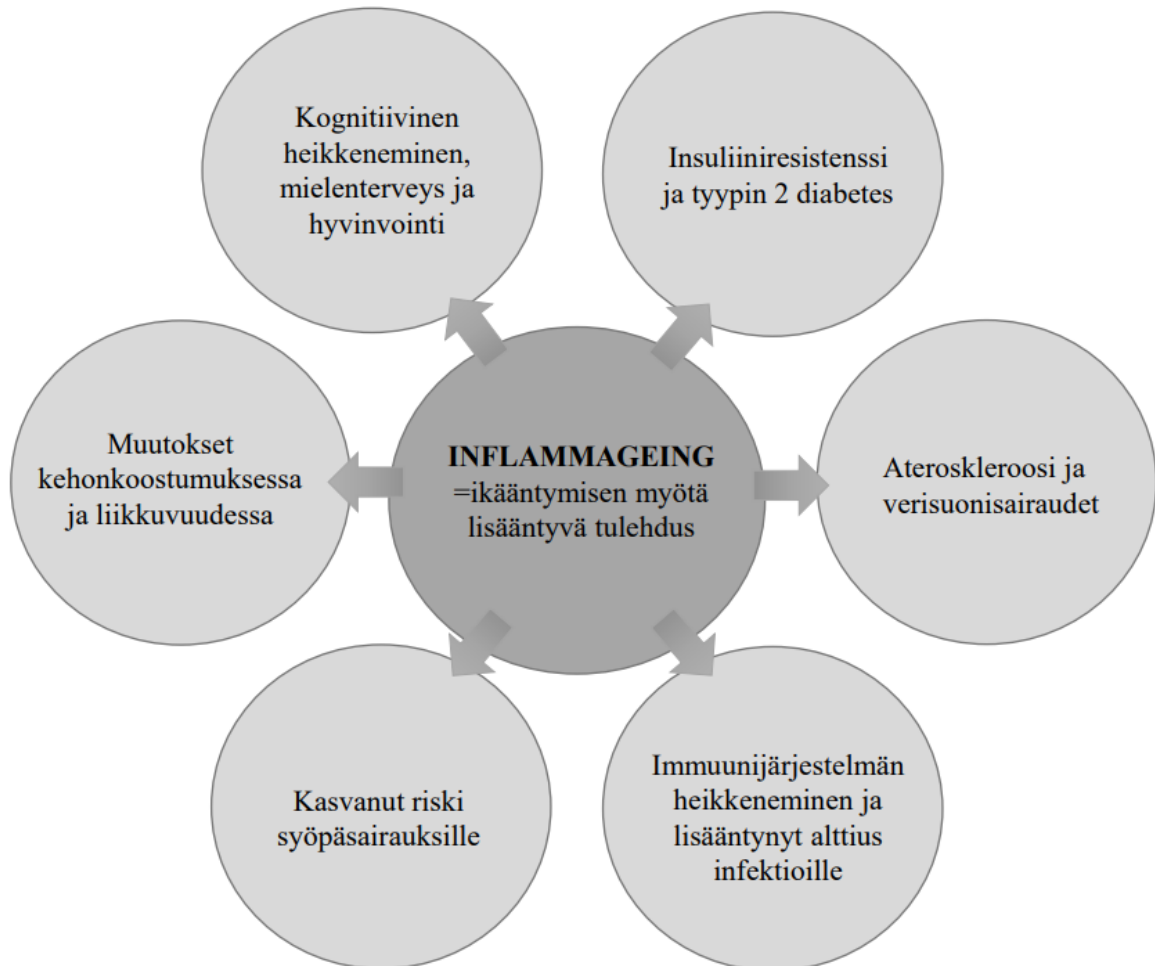 Kognitiivinen
heikkeneminen,
mielenterveys ja
hyvinvointi
Insuliiniresistenssi
ja tyypin 2 diabetes
Muutokset
kehonkoostumuksessa
ja liikkuvuudessa
INFLAMMAGEING
=ikääntymisen myötä
lisääntyvä tulehdus
Ateroskleroosi ja
verisuonisairaudet
Kasvanut riski
syöpäsairauksille
Immuunijärjestelmän
heikkeneminen ja
lisääntynyt alttius
infektioille